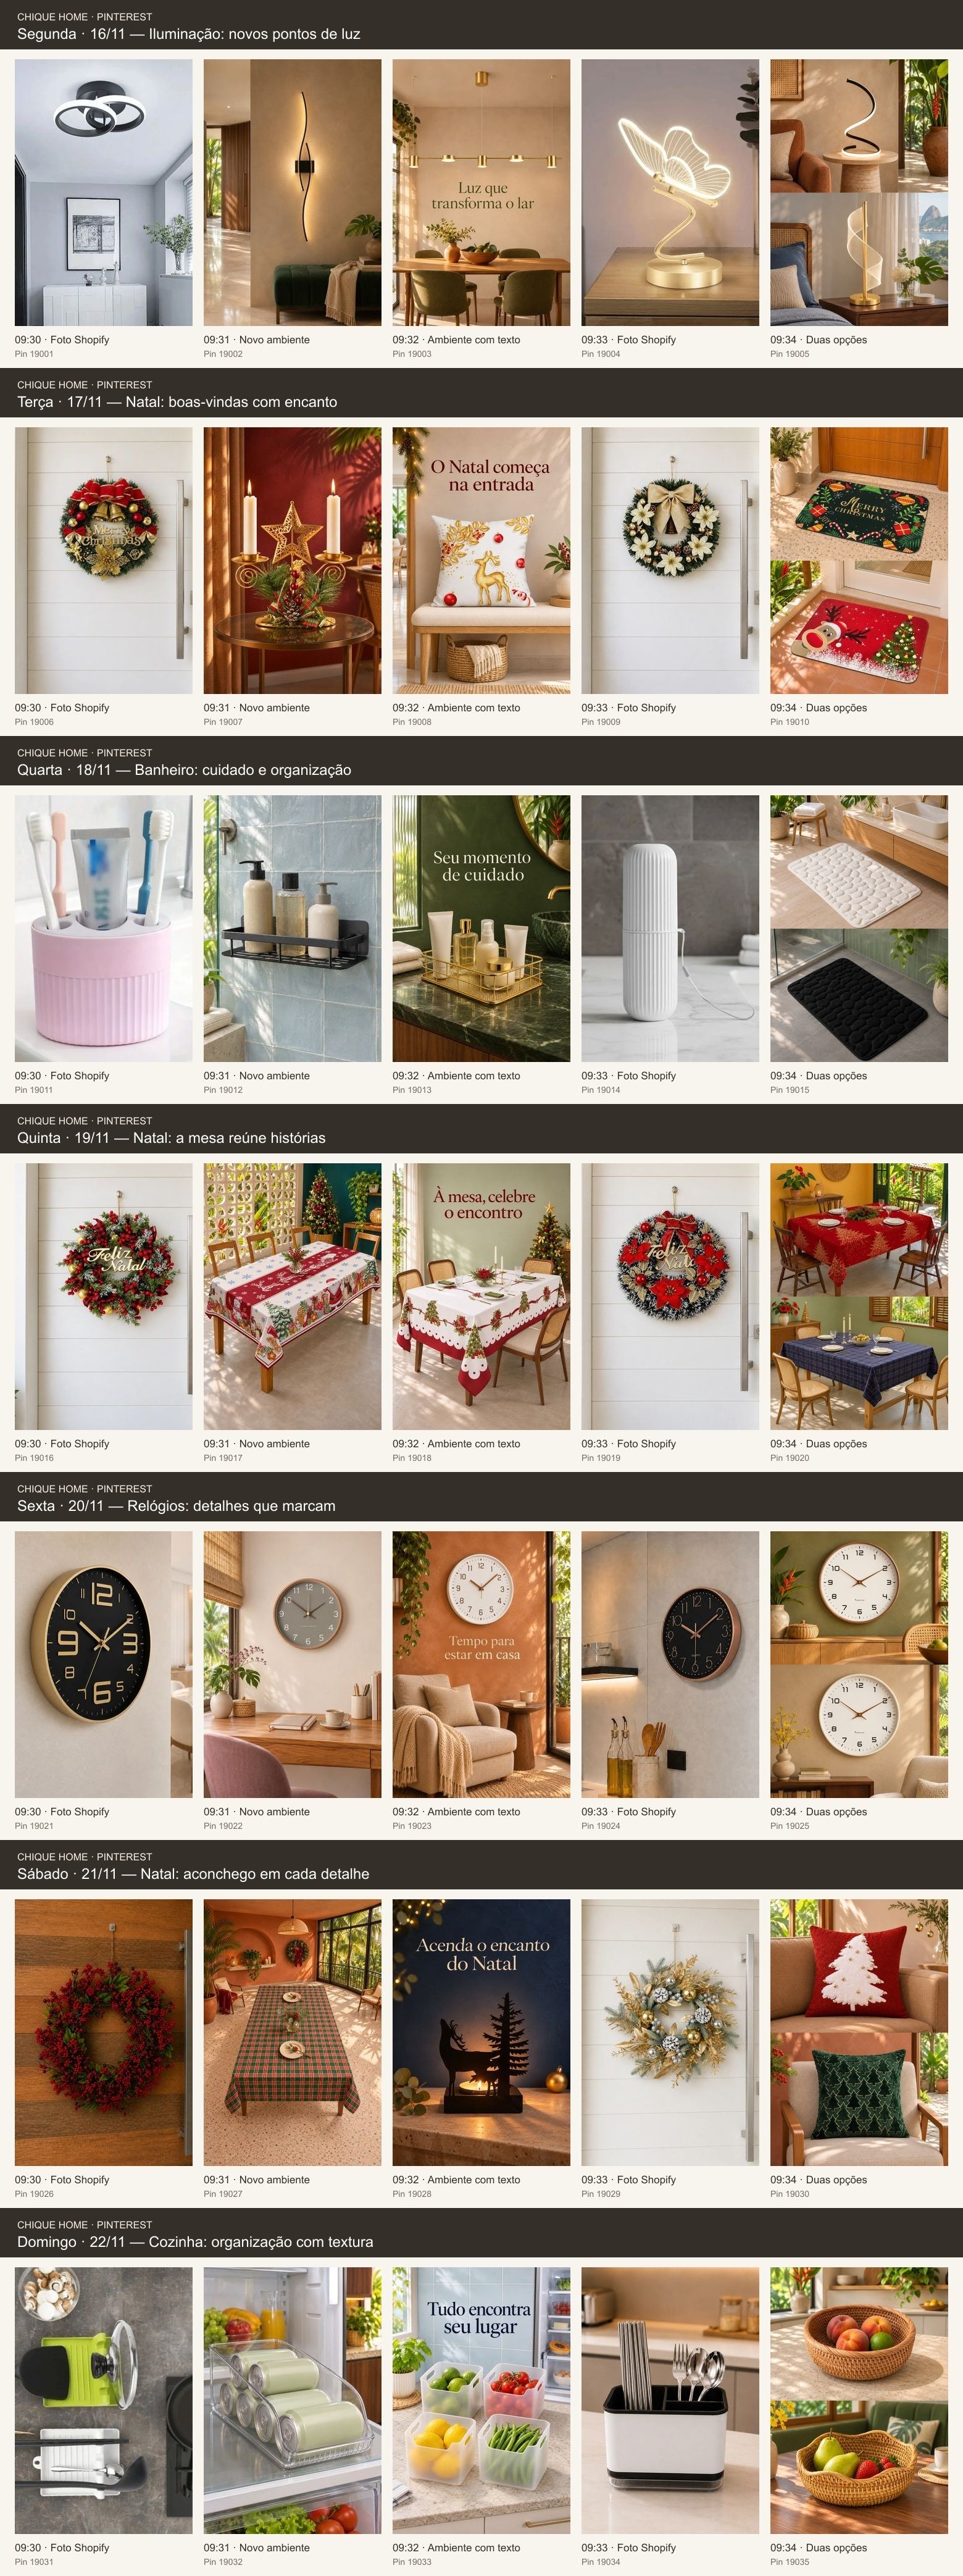 CHIQUE HOME · PINTEREST
Segunda · 16/11 — Iluminação: novos pontos de luz
Luz que
transforma o lar
09:30 · Foto Shopify
Pin 19001
09:31 · Novo ambiente
Pin 19002
09:32 · Ambiente com texto
Pin 19003
09:33 · Foto Shopify
Pin 19004
09:34 · Duas opções
Pin 19005
CHIQUE HOME · PINTEREST
Terça · 17/11 — Natal: boas-vindas com encanto
Merry
Christmas
O Natal começa
na entrada
MERRY
CHRISTMAS
09:30 · Foto Shopify
Pin 19006
09:31 · Novo ambiente
Pin 19007
09:32 · Ambiente com texto
Pin 19008
09:33 · Foto Shopify
Pin 19009
09:34 · Duas opções
Pin 19010
CHIQUE HOME · PINTEREST
Quarta · 18/11 — Banheiro: cuidado e organização
Seu momento
de cuidado
09:30 · Foto Shopify
Pin 19011
09:31 · Novo ambiente
Pin 19012
09:32 · Ambiente com texto
Pin 19013
09:33 · Foto Shopify
Pin 19014
09:34 · Duas opções
Pin 19015
CHIQUE HOME · PINTEREST
Quinta · 19/11 — Natal: a mesa reúne histórias
Feliz
Natal
À mesa, celebre
o encontro
Feliz
Natal
09:30 · Foto Shopify
Pin 19016
09:31 · Novo ambiente
Pin 19017
09:32 · Ambiente com texto
Pin 19018
09:33 · Foto Shopify
Pin 19019
09:34 · Duas opções
Pin 19020
CHIQUE HOME · PINTEREST
Sexta · 20/11 — Relógios: detalhes que marcam
Tempo para
estar em casa
09:30 · Foto Shopify
Pin 19021
09:31 · Novo ambiente
Pin 19022
09:32 · Ambiente com texto
Pin 19023
09:33 · Foto Shopify
Pin 19024
09:34 · Duas opções
Pin 19025
CHIQUE HOME · PINTEREST
Sábado · 21/11 — Natal: aconchego em cada detalhe
Acenda o encanto
do Natal
09:30 · Foto Shopify
Pin 19026
09:31 · Novo ambiente
Pin 19027
09:32 · Ambiente com texto
Pin 19028
09:33 · Foto Shopify
Pin 19029
09:34 · Duas opções
Pin 19030
CHIQUE HOME · PINTEREST
Domingo · 22/11 — Cozinha: organização com textura
Tudo encontra
seu lugar
09:30 · Foto Shopify
Pin 19031
09:31 · Novo ambiente
Pin 19032
09:32 · Ambiente com texto
Pin 19033
09:33 · Foto Shopify
Pin 19034
09:34 · Duas opções
Pin 19035